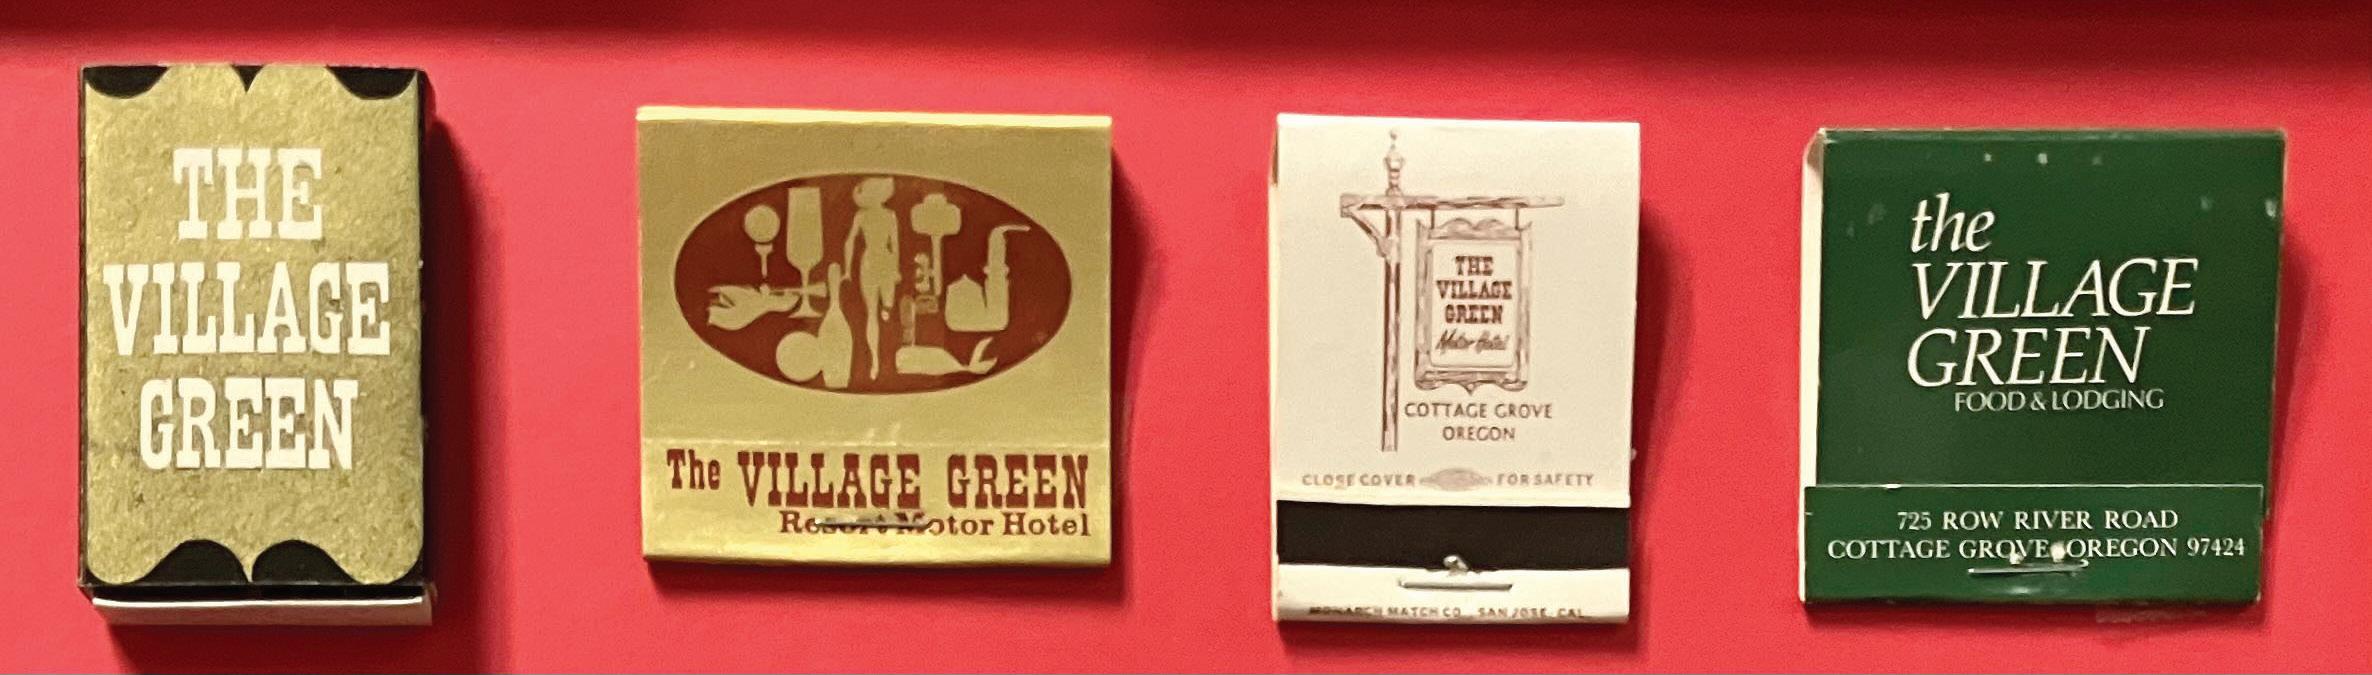 THE
VILLAGE
GREEN
The VILLAGE GREEN
Resort Motor Hotel
THE
VILLAGE
GREEN
Motor Hotel
COTTAGE GROVE
OREGON
CLOSE COVER FOR SAFETY
MONARCH MATCH CO., SAN JOSE, CAL.
the
VILLAGE
GREEN
FOOD & LODGING
725 ROW RIVER ROAD
COTTAGE GROVE, OREGON 97424